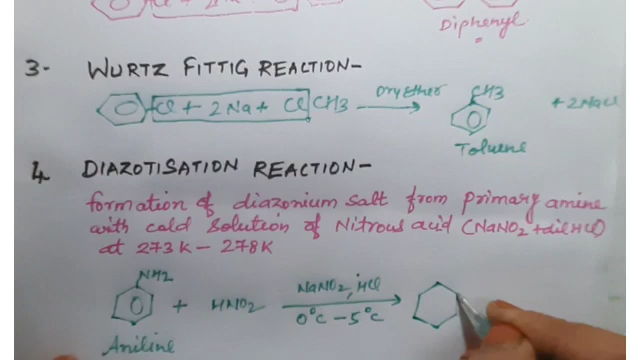 Diphenyl
3- WURTZ FITTIG REACTION-
Cl + 2Na + Cl CH3 Dry Ether CH3 + 2NaCl
Toluene
4 DIAZOTISATION REACTION-
formation of diazonium salt from primary amine
with cold solution of Nitrous acid (NaNO2 + dil HCl)
at 273K - 278K
NH2 + HNO2 NaNO2, HCl
0°C - 5°C
Aniline